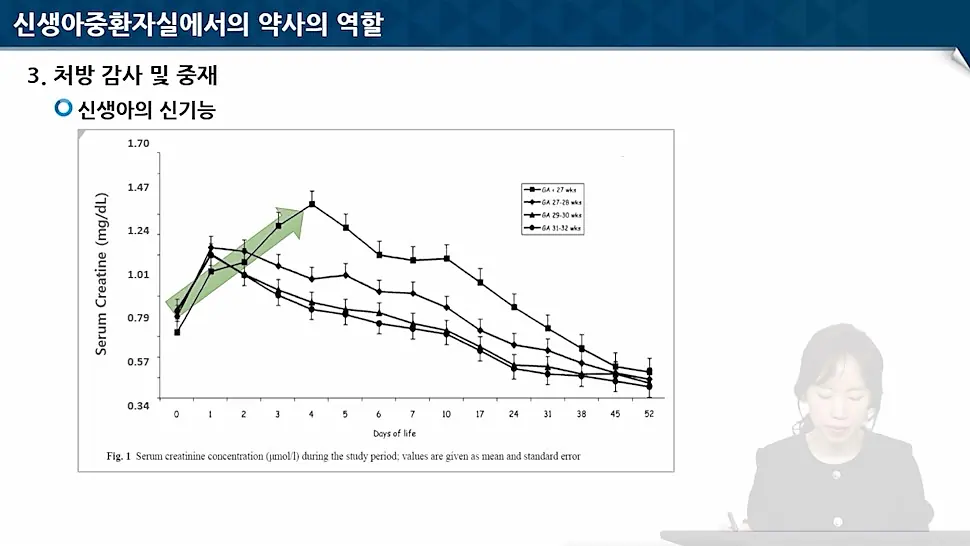 신생아중환자실에서의 약사의 역할
3. 처방 감사 및 중재
신생아의 신기능
Serum Creatine (mg/dL)
1.70
1.47
1.24
1.01
0.79
0.57
0.34
GA < 27 wks
GA 27-28 wks
GA 29-30 wks
GA 31-32 wks
0 1 2 3 4 5 6 7 10 17 24 31 38 45 52
Days of life
Fig. 1 Serum creatinine concentration (μmol/l) during the study period; values are given as mean and standard error